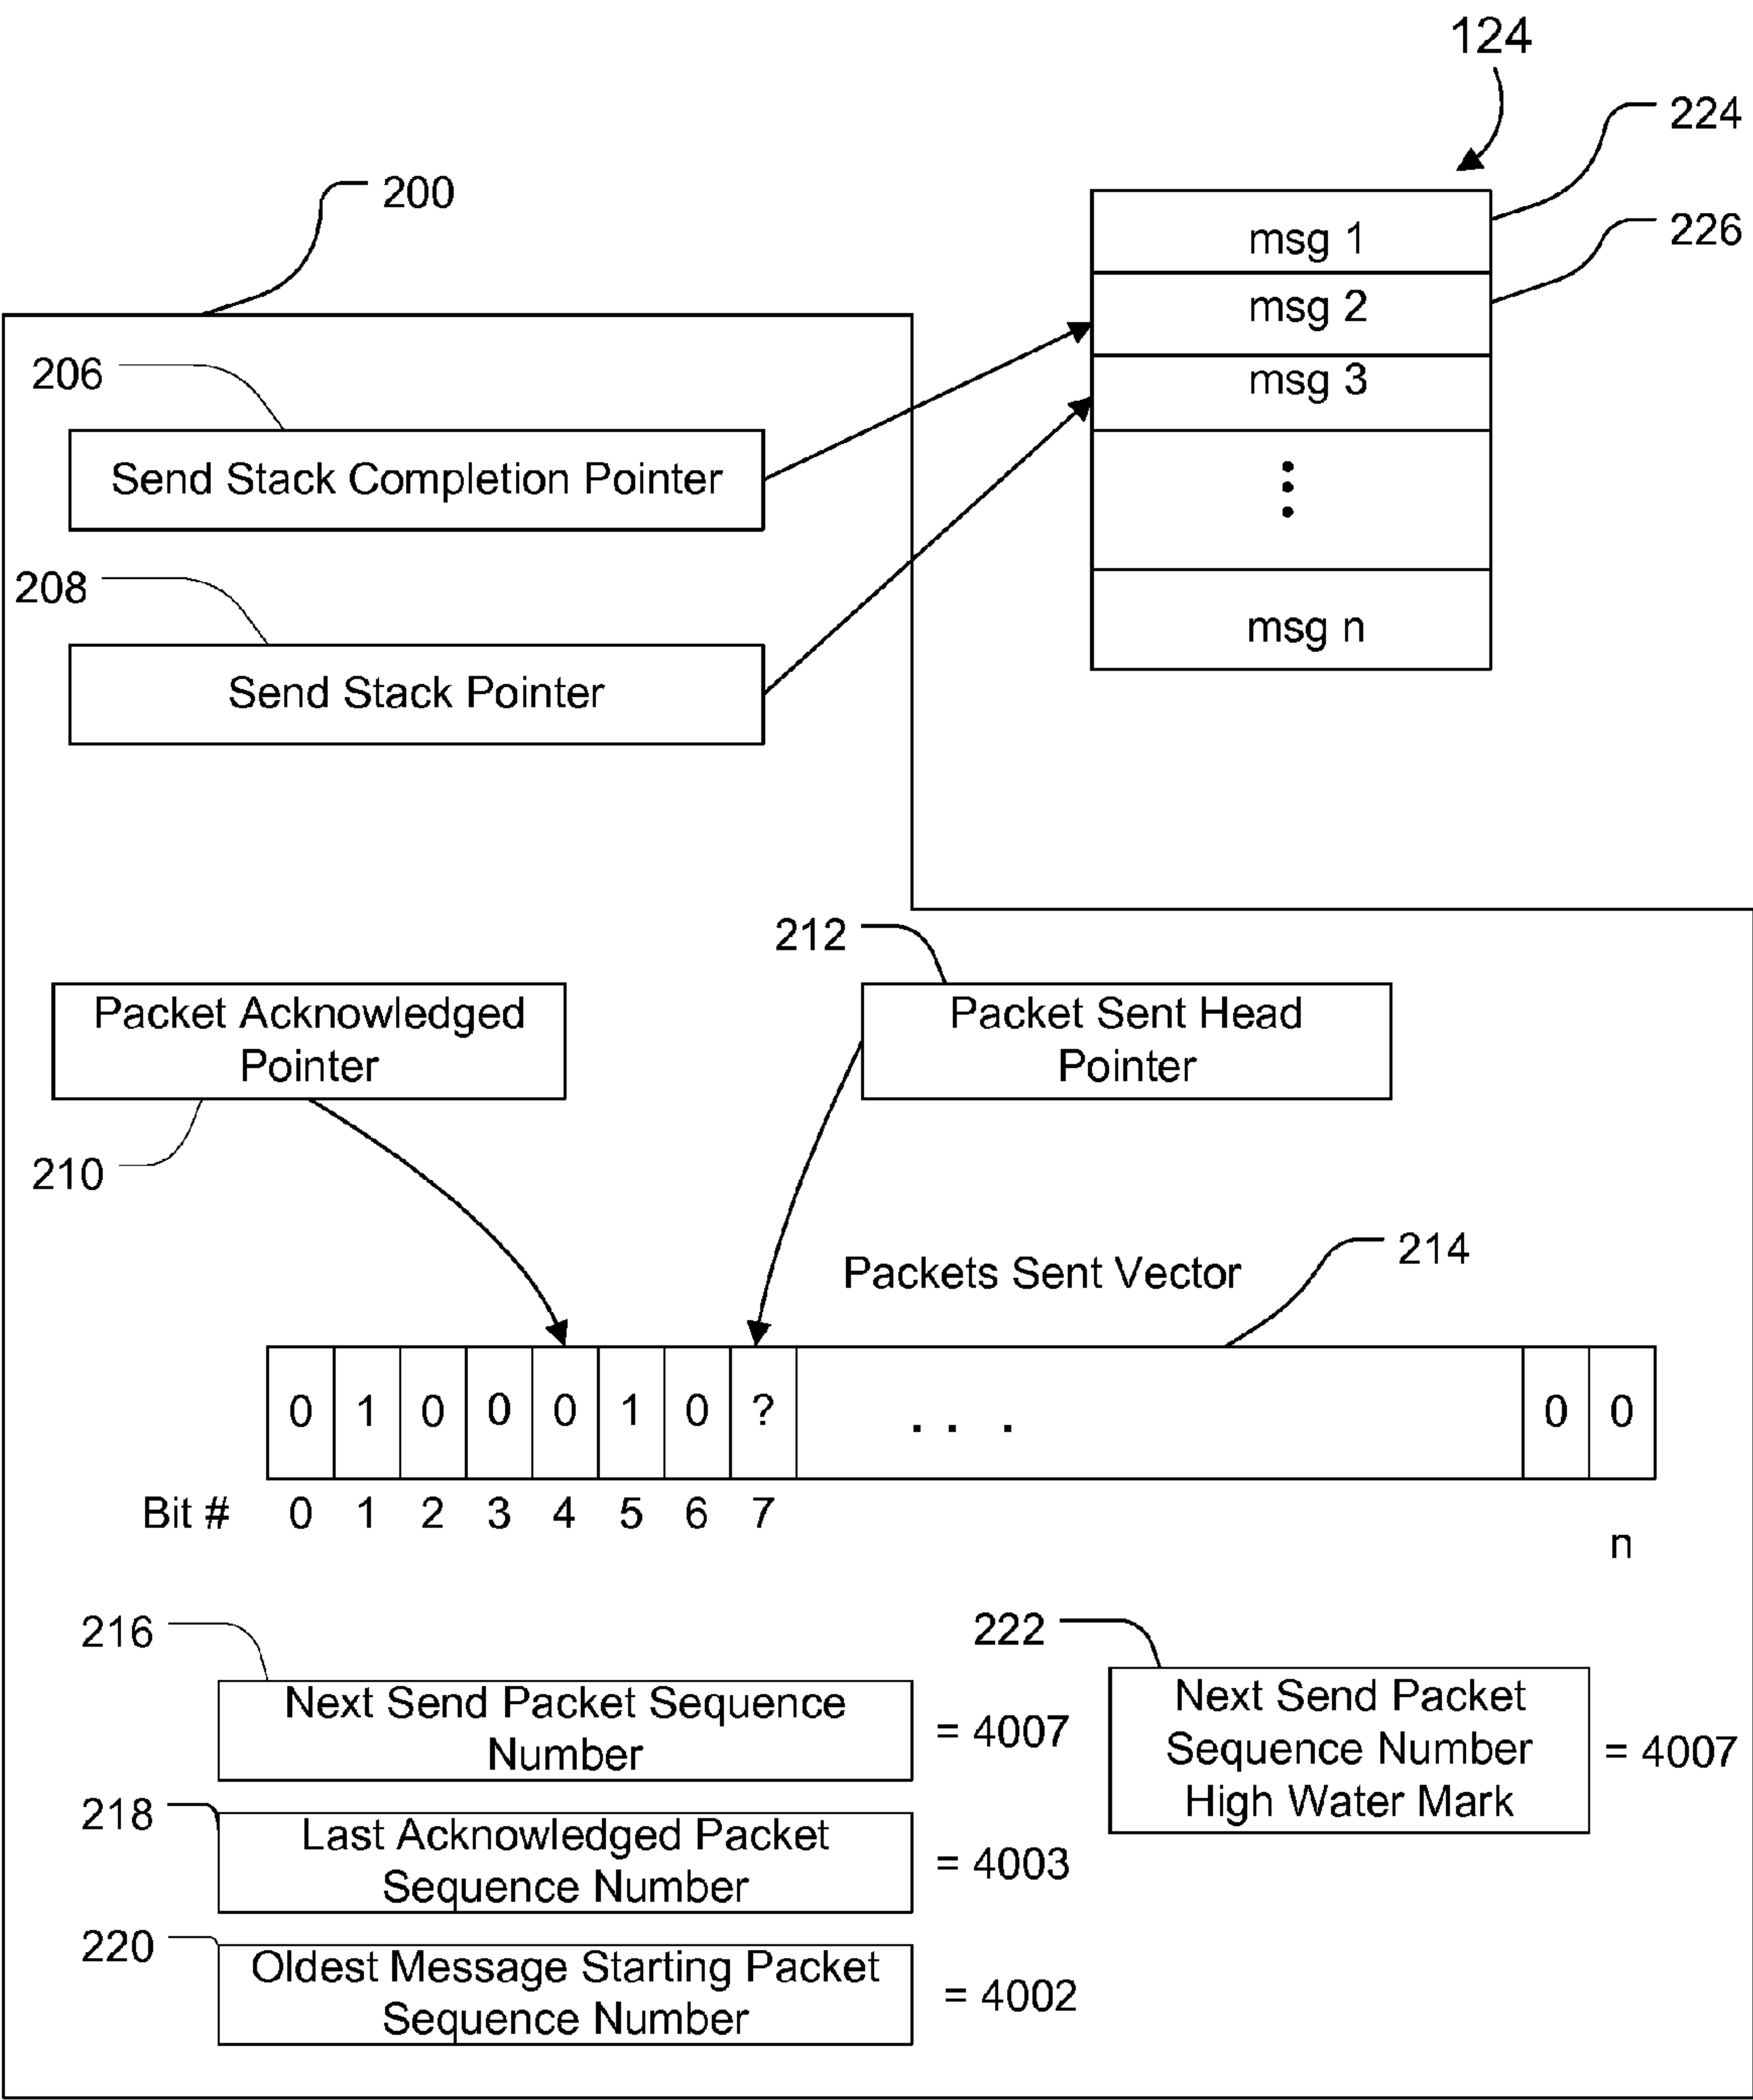 124
224
200
msg 1
226
msg 2
206
msg 3
Send Stack Completion Pointer
208
msg n
Send Stack Pointer
212
Packet Acknowledged
Pointer
Packet Sent Head
Pointer
210
Packets Sent Vector
214
0 1 0 0 0 1 0 ? . . . 0 0
Bit # 0 1 2 3 4 5 6 7
n
216
222
Next Send Packet Sequence
Number
= 4007
Next Send Packet
Sequence Number
High Water Mark
= 4007
218
Last Acknowledged Packet
Sequence Number
= 4003
220
Oldest Message Starting Packet
Sequence Number
= 4002